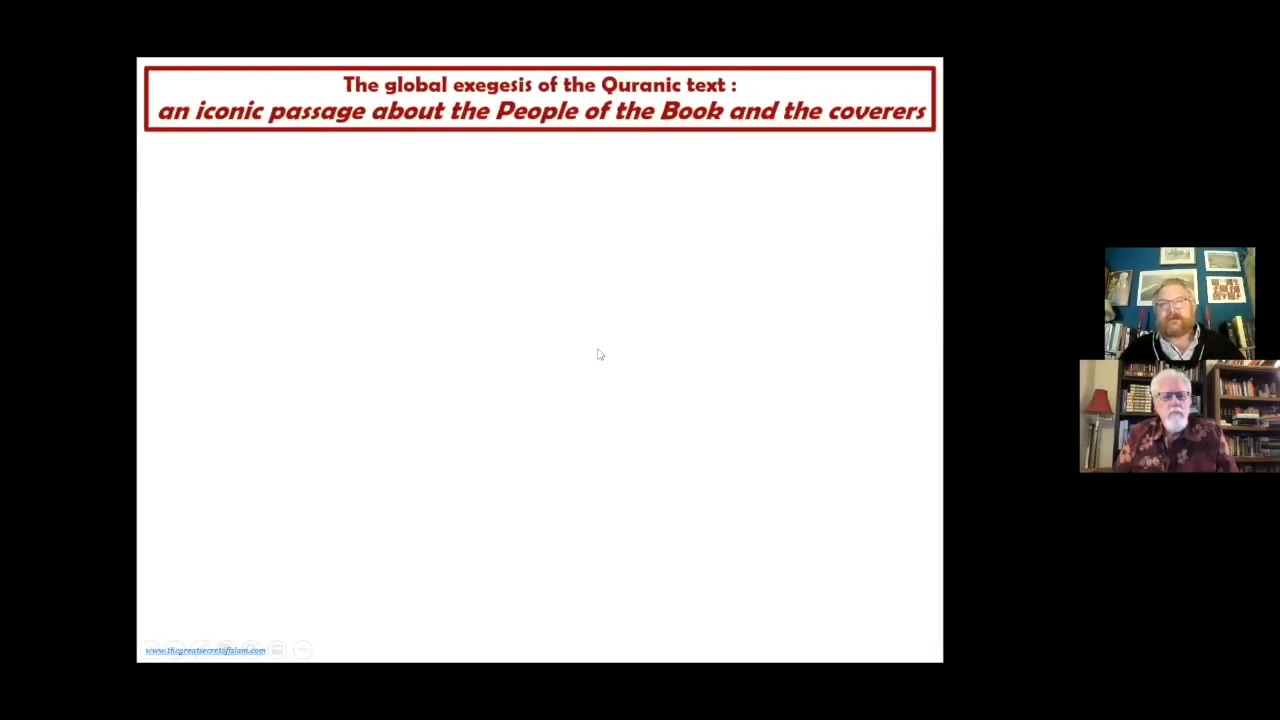 The global exegesis of the Quranic text :
an iconic passage about the People of the Book and the coverers
www.thegreatsecretofislam.com